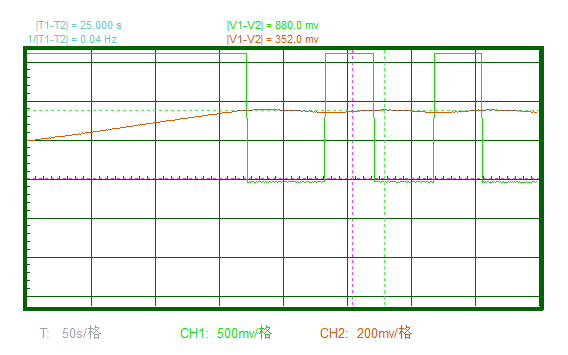 |T1-T2| = 25.000 s |V1-V2| = 880.0 mv
1/|T1-T2| = 0.04 Hz |V1-V2| = 352.0 mv
T: 50s/格 CH1: 500mv/格 CH2: 200mv/格